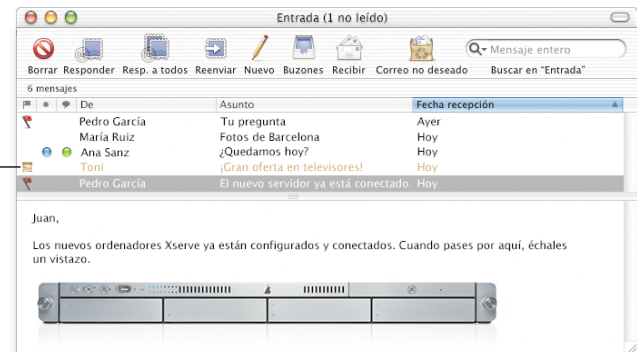 Entrada (1 no leído)
Mensaje entero
Borrar Responder Resp. a todos Reenviar Nuevo Buzones Recibir Correo no deseado Buscar en "Entrada"
6 mensajes
De Asunto Fecha recepción
Pedro García Tu pregunta Ayer
María Ruiz Fotos de Barcelona Hoy
Ana Sanz ¿Quedamos hoy? Hoy
Toni ¡Gran oferta en televisores! Hoy
Pedro García El nuevo servidor ya está conectado Hoy
Juan,
Los nuevos ordenadores Xserve ya están configurados y conectados. Cuando pases por aquí, échales
un vistazo.